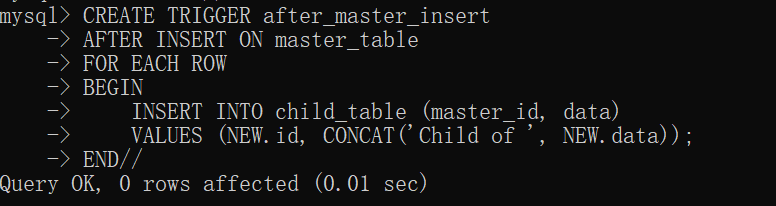 mysql> CREATE TRIGGER after_master_insert
    -> AFTER INSERT ON master_table
    -> FOR EACH ROW
    -> BEGIN
    ->     INSERT INTO child_table (master_id, data)
    ->     VALUES (NEW.id, CONCAT('Child of ', NEW.data));
    -> END//
Query OK, 0 rows affected (0.01 sec)